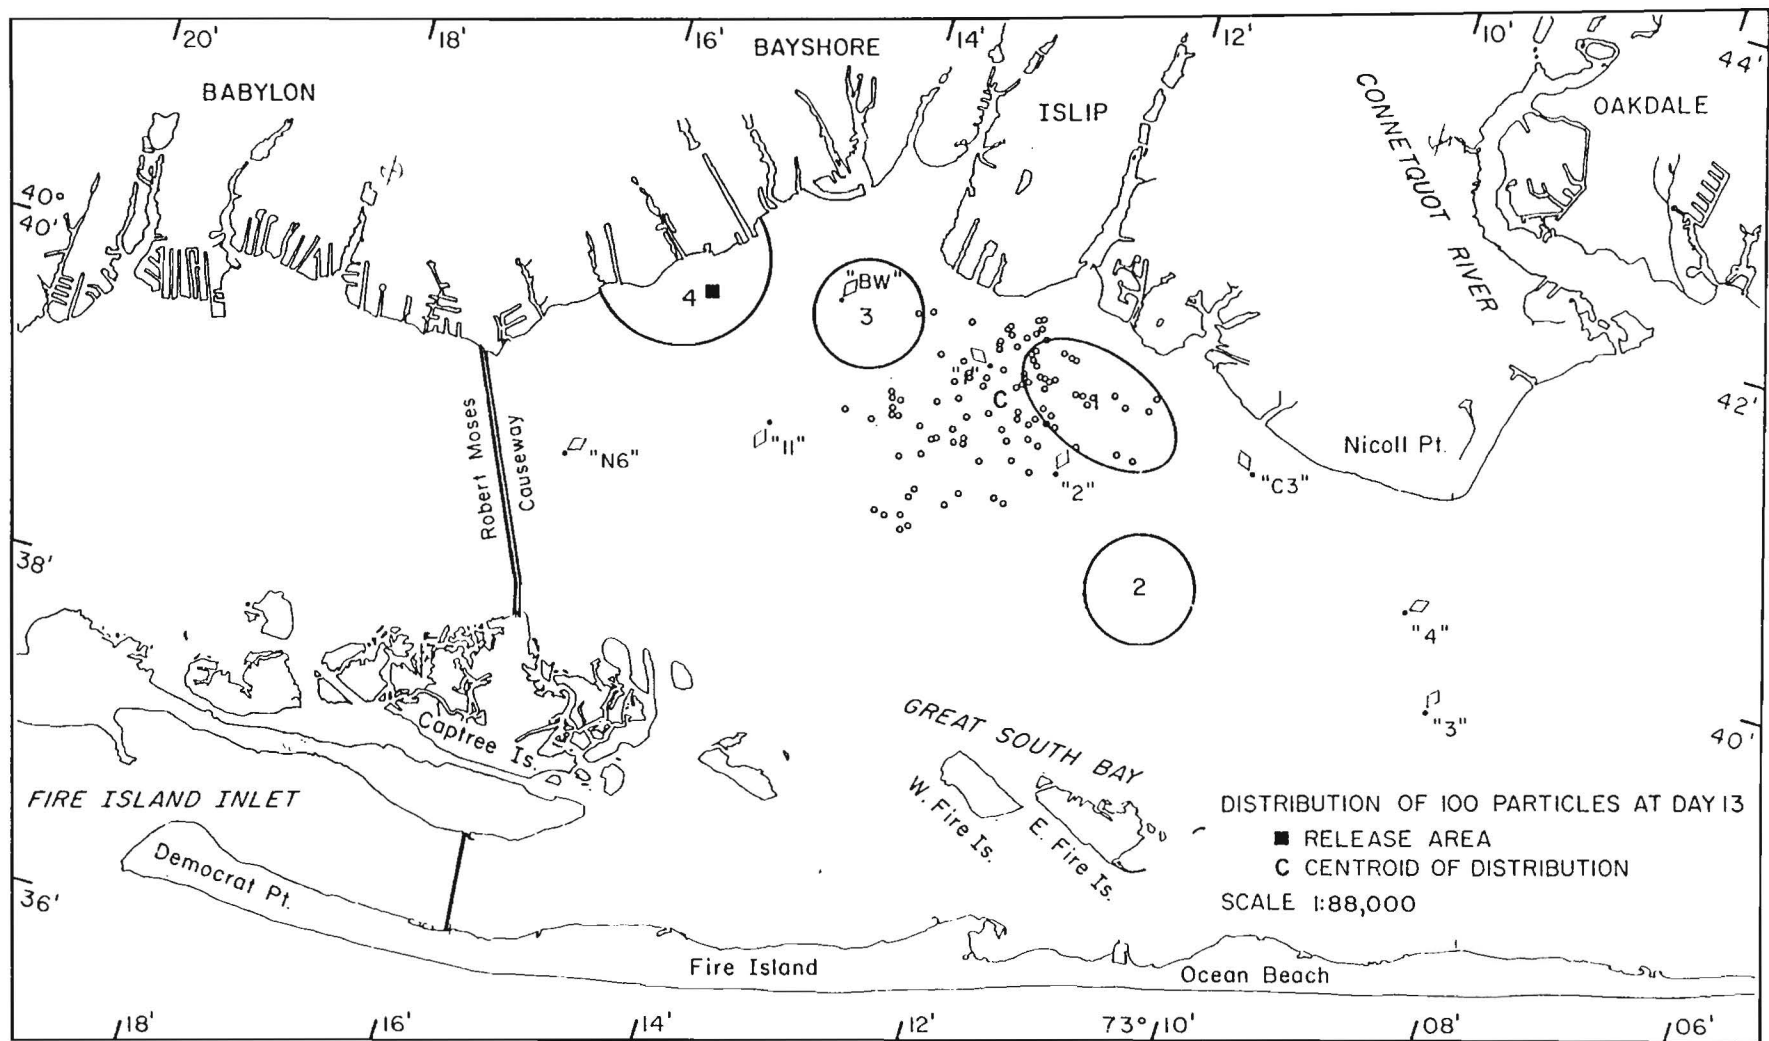 20'
18'
16'
14'
12'
10'
44'
BABYLON
BAYSHORE
ISLIP
OAKDALE
CONNETQUOT RIVER
40°
40'
4
"BW"
3
"1"
C
1
42'
Robert Moses
Causeway
"N6"
"11"
"2"
"C3"
Nicoll Pt.
38'
2
"4"
"3"
40'
Captree Is.
GREAT SOUTH BAY
W. Fire Is.
E. Fire Is.
FIRE ISLAND INLET
Democrat Pt.
DISTRIBUTION OF 100 PARTICLES AT DAY 13
■ RELEASE AREA
C CENTROID OF DISTRIBUTION
SCALE 1:88,000
36'
Fire Island
Ocean Beach
18'
16'
14'
12'
73° 10'
08'
06'